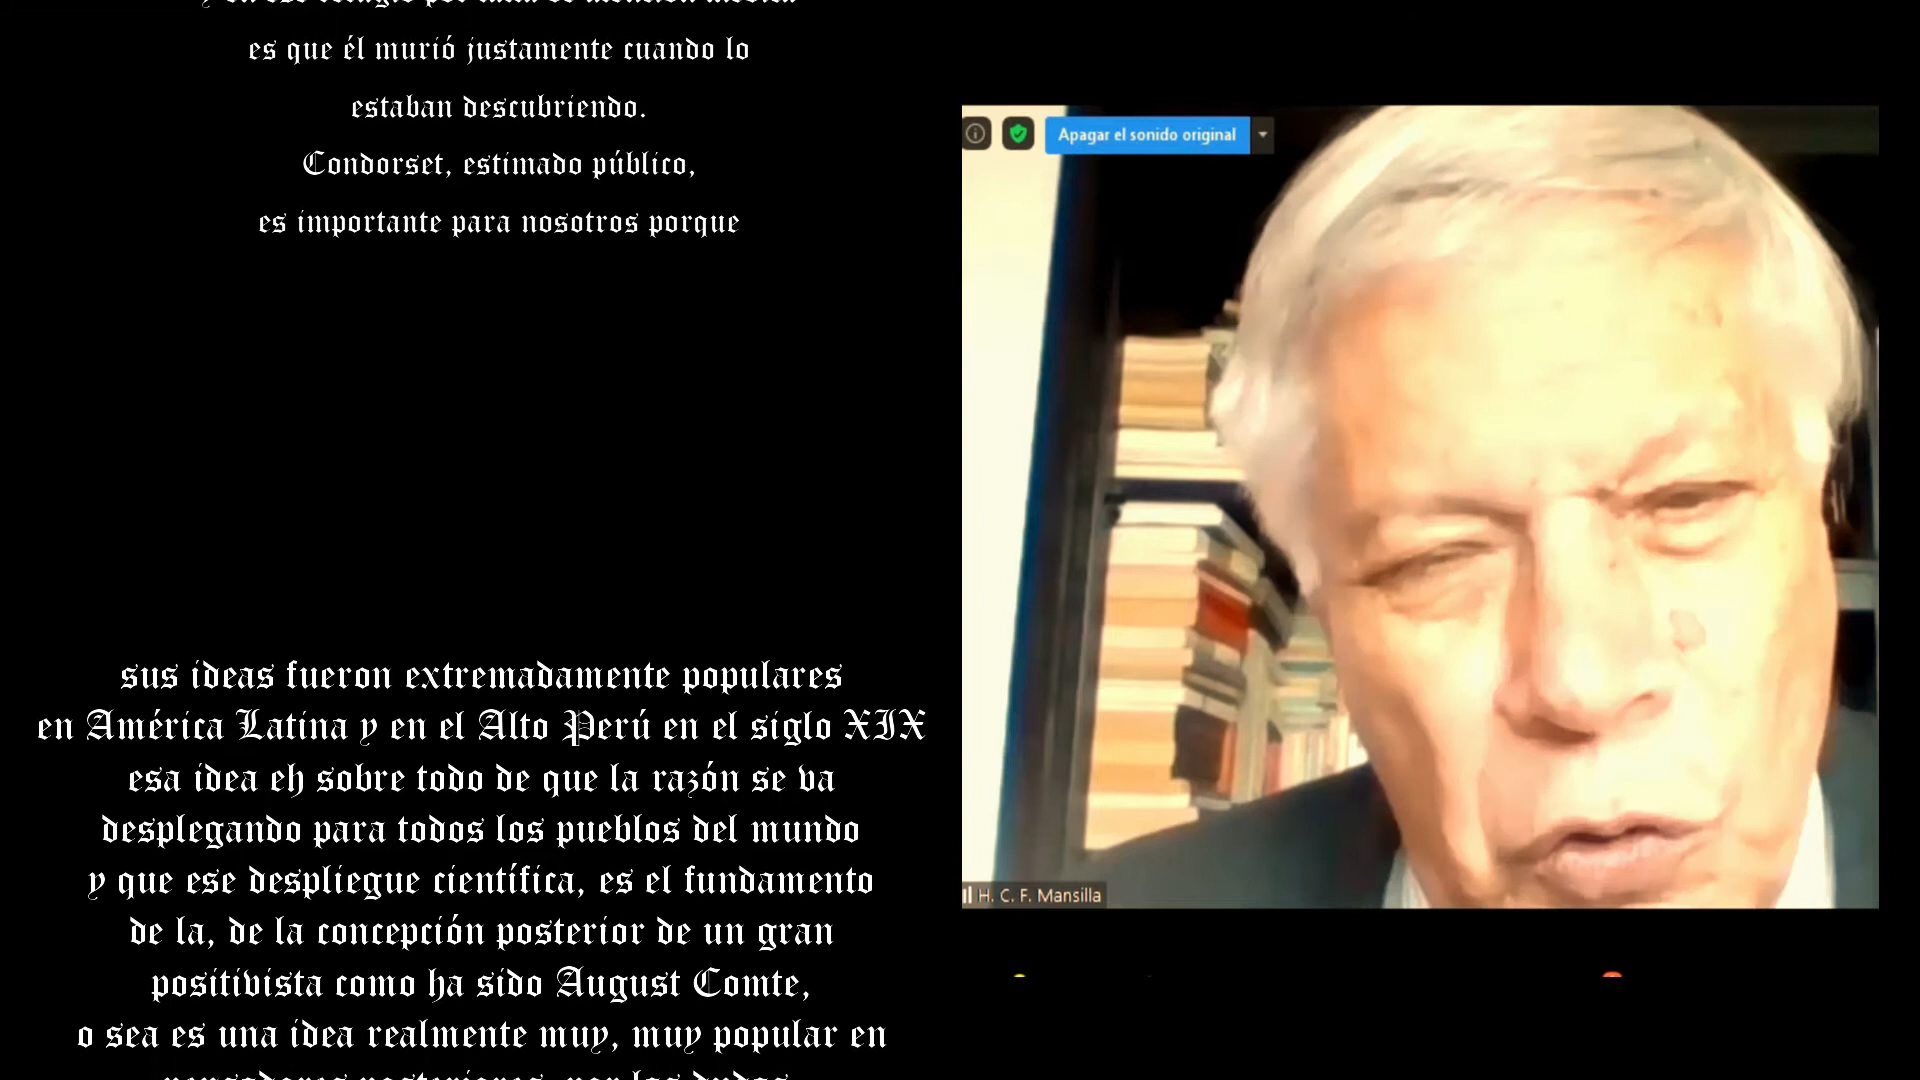 es que él murió justamente cuando lo
estaban descubriendo.
Condorset, estimado público,
es importante para nosotros porque
sus ideas fueron extremadamente populares
en América Latina y en el Alto Perú en el siglo XIX
esa idea eh sobre todo de que la razón se va
desplegando para todos los pueblos del mundo
y que ese despliegue científica, es el fundamento
de la, de la concepción posterior de un gran
positivista como ha sido August Comte,
o sea es una idea realmente muy, muy popular en
Apagar el sonido original
H. C. F. Mansilla